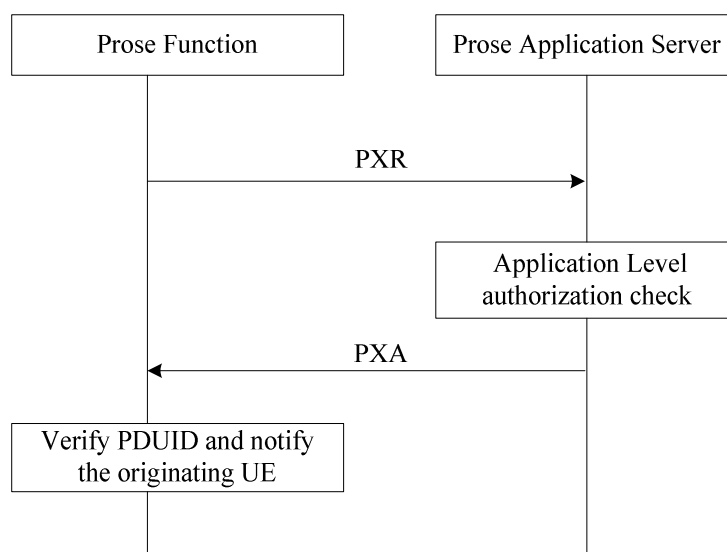 Prose Function
Prose Application Server
PXR
Application Level
authorization check
PXA
Verify PDUID and notify
the originating UE